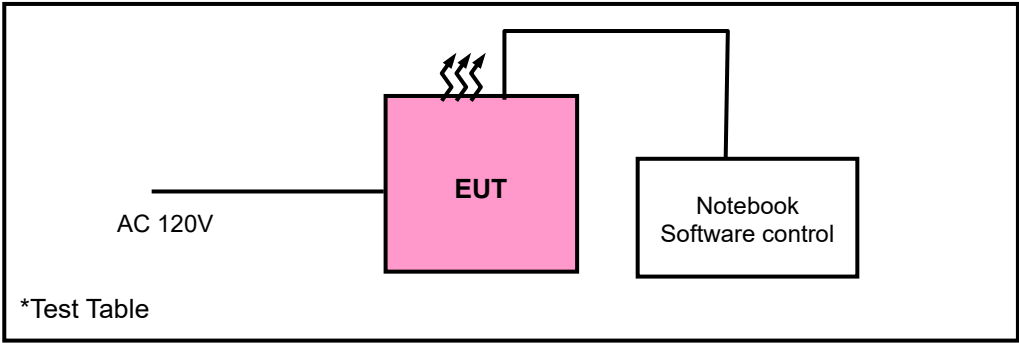 EUT
AC 120V
Notebook
Software control
*Test Table